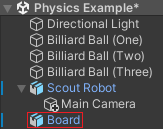 Physics Example*
Directional Light
Billiard Ball (One)
Billiard Ball (Two)
Billiard Ball (Three)
Scout Robot
Main Camera
Board